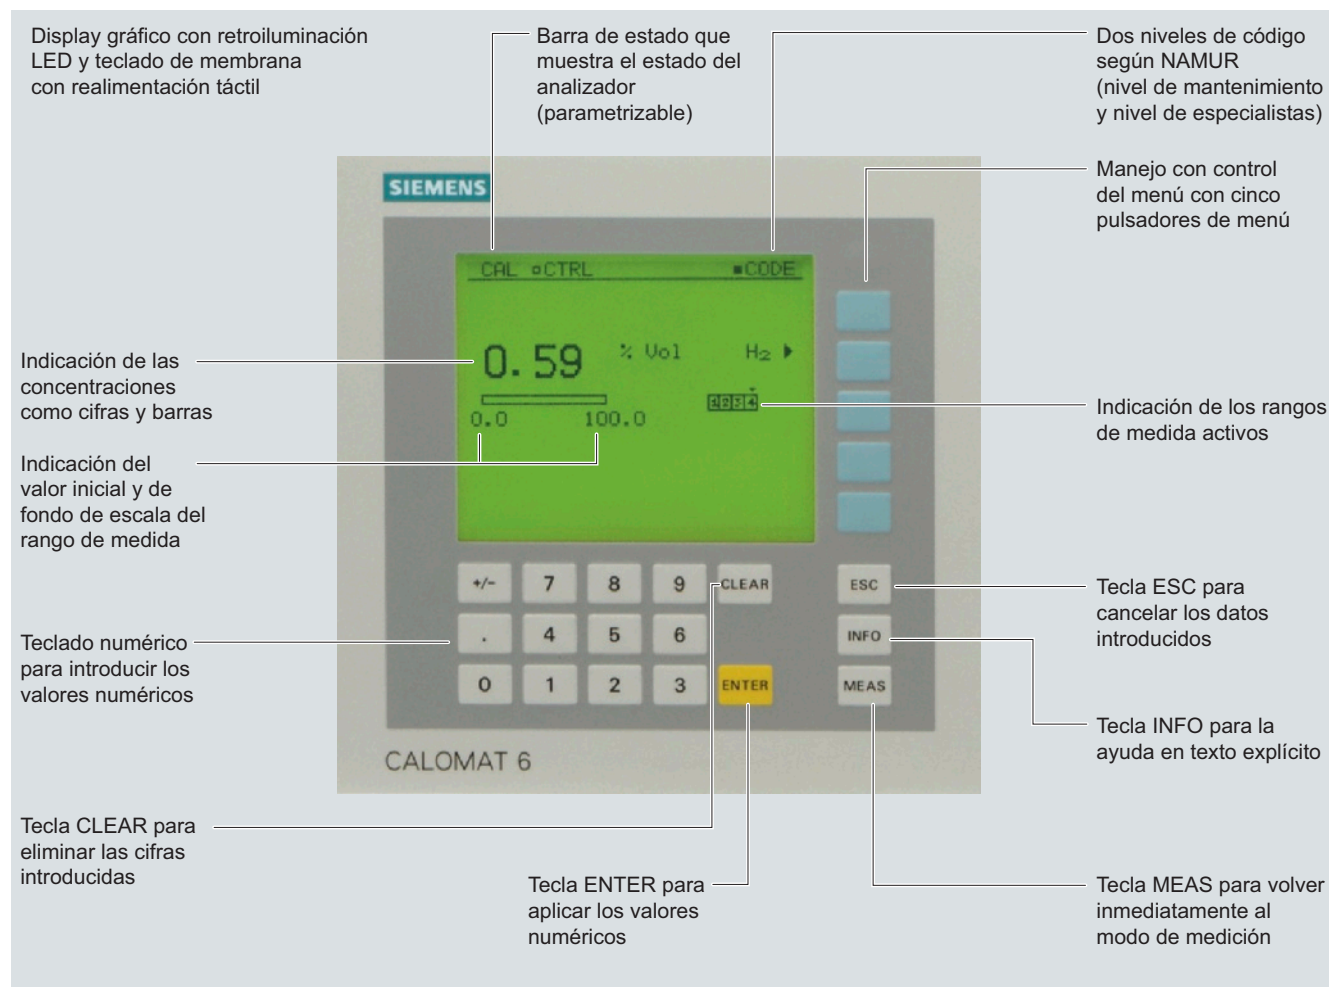 Display gráfico con retroiluminación
LED y teclado de membrana
con realimentación táctil
Barra de estado que
muestra el estado del
analizador
(parametrizable)
Dos niveles de código
según NAMUR
(nivel de mantenimiento
y nivel de especialistas)
Manejo con control
del menú con cinco
pulsadores de menú
SIEMENS
CAL ¤CTRL ■CODE
0.59 % Vol H₂ ▶
1 2 3 4
0.0 100.0
Indicación de las
concentraciones
como cifras y barras
Indicación de los rangos
de medida activos
Indicación del
valor inicial y de
fondo de escala del
rango de medida
+/- 7 8 9 CLEAR ESC
. 4 5 6 INFO
0 1 2 3 ENTER MEAS
Tecla ESC para
cancelar los datos
introducidos
Teclado numérico
para introducir los
valores numéricos
Tecla INFO para la
ayuda en texto explícito
CALOMAT 6
Tecla CLEAR para
eliminar las cifras
introducidas
Tecla ENTER para
aplicar los valores
numéricos
Tecla MEAS para volver
inmediatamente al
modo de medición